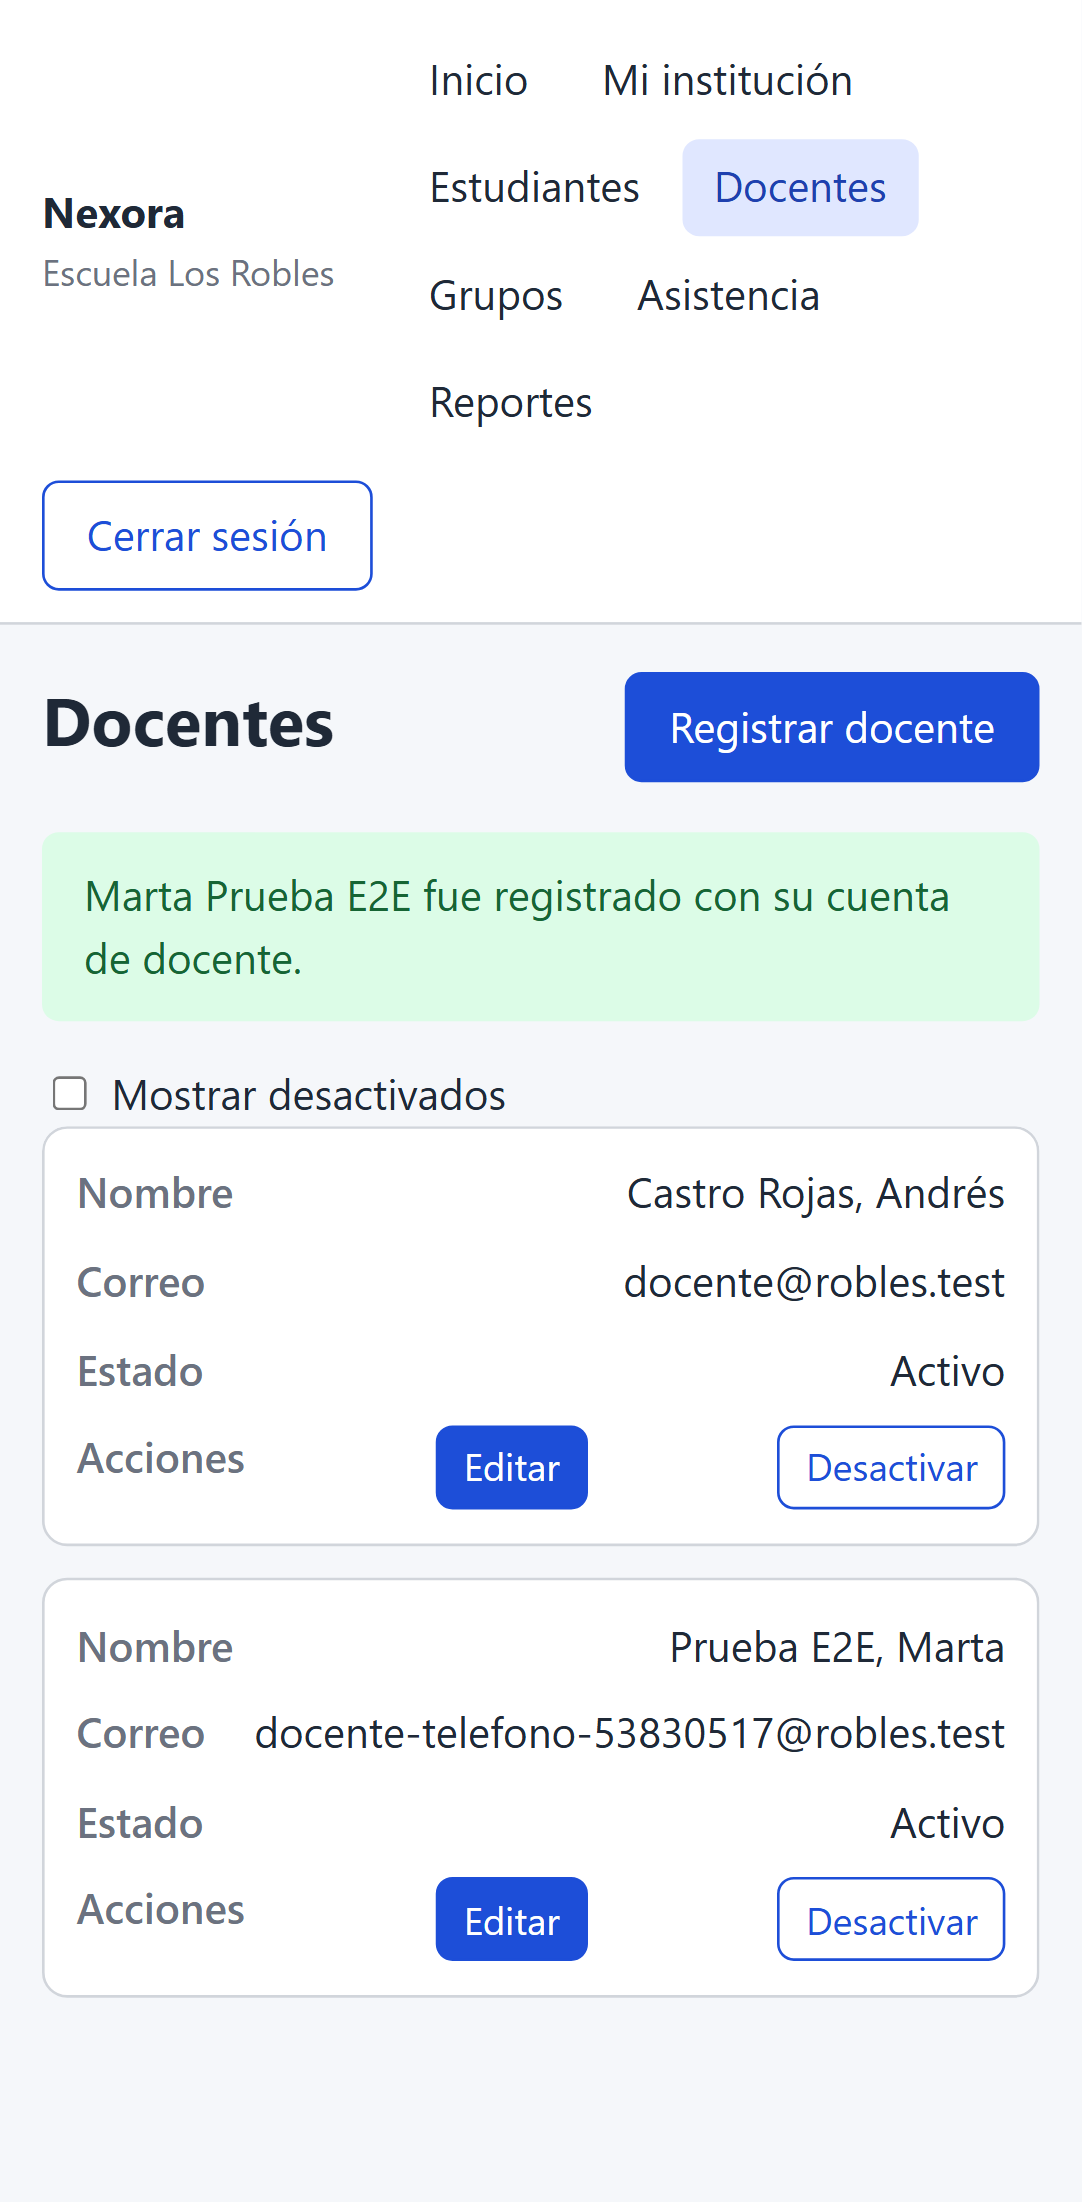 Nexora
Escuela Los Robles
Inicio Mi institución
Estudiantes Docentes
Grupos Asistencia
Reportes
Cerrar sesión
Docentes
Registrar docente
Marta Prueba E2E fue registrado con su cuenta
de docente.
Mostrar desactivados
Nombre Castro Rojas, Andrés
Correo docente@robles.test
Estado Activo
Acciones Editar Desactivar
Nombre Prueba E2E, Marta
Correo docente-telefono-53830517@robles.test
Estado Activo
Acciones Editar Desactivar